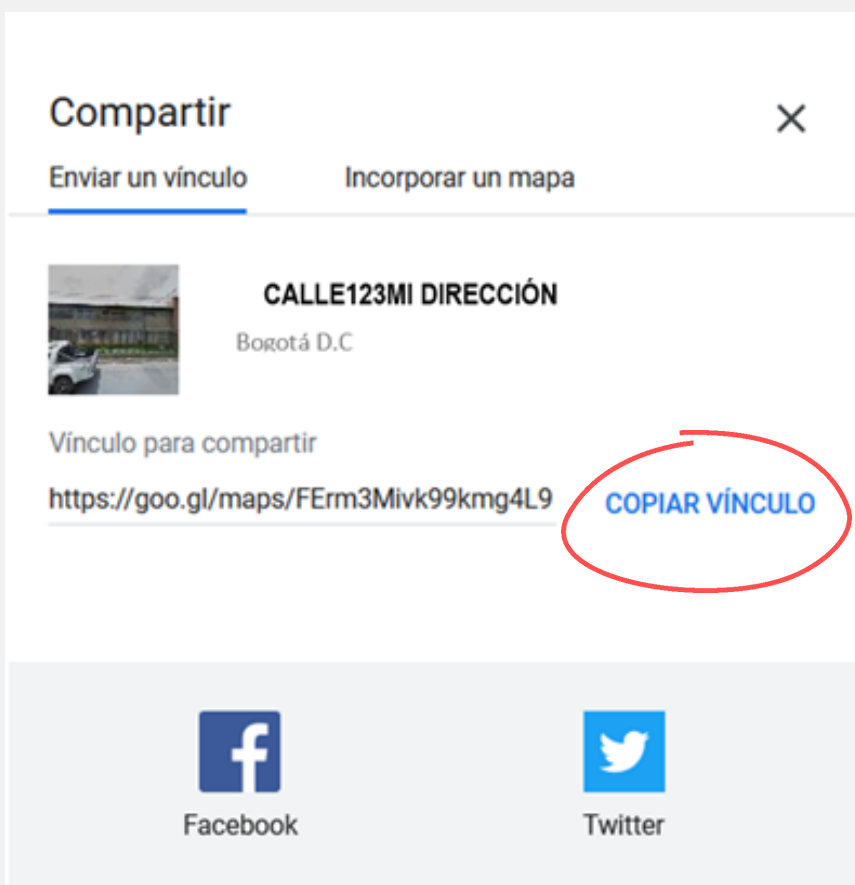 Compartir
Enviar un vínculo
Incorporar un mapa
CALLE123MI DIRECCIÓN
Bogotá D.C
Vínculo para compartir
https://goo.gl/maps/FErm3Mivk99kmg4L9
COPIAR VÍNCULO
Facebook
Twitter